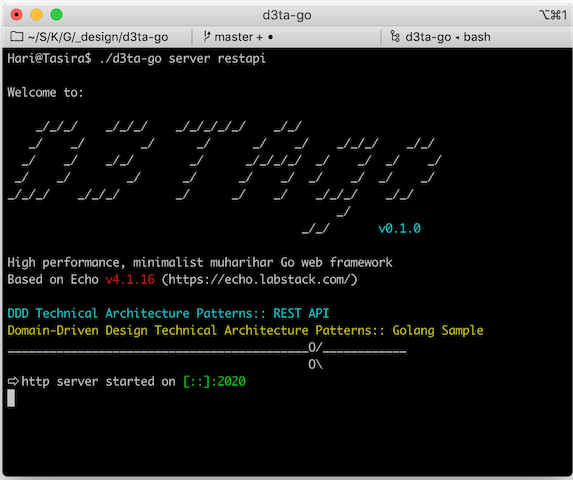 d3ta-go
⌥⌘1
~/S/K/G/_design/d3ta-go
master + •
d3ta-go • bash
Hari@Tasira$ ./d3ta-go server restapi
Welcome to:
D3TAgo
v0.1.0
High performance, minimalist muharihar Go web framework
Based on Echo v4.1.16 (https://echo.labstack.com/)
DDD Technical Architecture Patterns:: REST API
Domain-Driven Design Technical Architecture Patterns:: Golang Sample
___________________________________________O/____________
O\
⇨http server started on [::]:2020